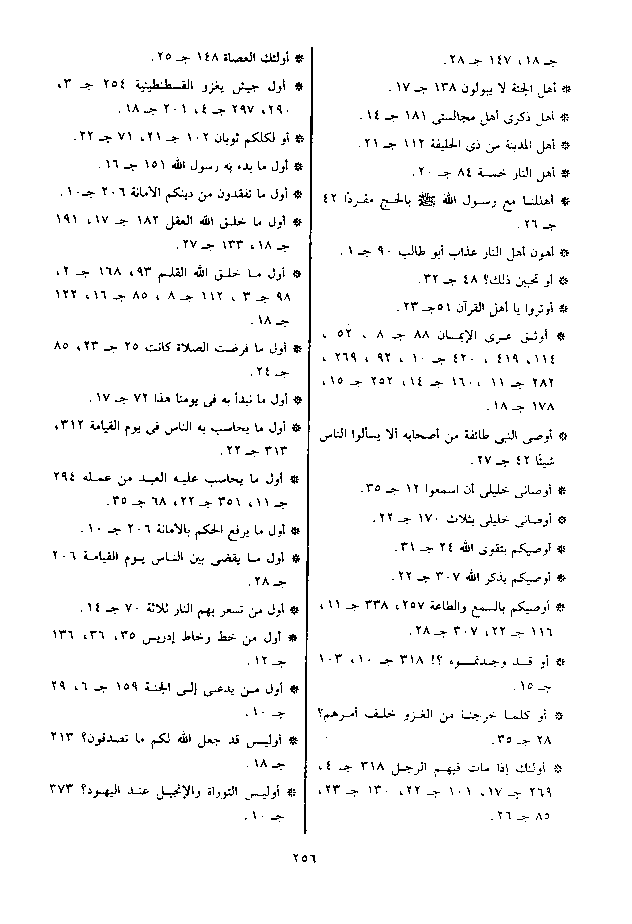 جـ ١٨، ١٤٧ جـ ٢٨.
* أهل الجنة لا يبولون ١٣٨ جـ ١٧.
* أهل ذكرى أهل مجالستى ١٨١ جـ ١٤.
* أهل المدينة من ذى الحليفة ١١٢ جـ ٢١.
* أهل النار خمسة ٨٤ جـ ٢٠.
* أهللنا مع رسول الله ﷺ بالحج مفردًا ٤٢
جـ ٢٦.
* أهون أهل النار عذاب أبو طالب ٩٠ جـ ١.
* أو تحبين ذلك؟ ٤٨ جـ ٣٢.
* أوتروا يا أهل القرآن ٥١ جـ ٢٣.
* أوثق عرى الإيمان ٨٨ جـ ٨ ، ٥٢ ،
١١٤، ٤١٩ ، ٤٢٠ جـ ١٠ ، ٩٢ ، ٢٦٩ ،
٢٨٢ جـ ١١ ، ١٦٠ جـ ١٤، ٢٥٢ جـ ١٥،
١٧٨ جـ ١٨.
* أوصى النبى طائفة من أصحابه ألا يسألوا الناس
شيئًا ٤٢ جـ ٢٧.
* أوصانى خليلى أن اسمعوا ١٢ جـ ٣٥.
* أوصانى خليلى بثلاث ١٧٠ جـ ٢٢.
* أوصيكم بتقوى الله ٢٤ جـ ٣١.
* أوصيكم بذكر الله ٣٠٧ جـ ٢٢.
* أوصيكم بالسمع والطاعة ٢٥٧، ٣٣٨ جـ ١١،
١١٦ جـ ٢٢، ٣٠٧ جـ ٢٨.
* أو قد وجدتموه ؟! ٣١٨ جـ ١٠، ١٠٣
جـ ١٥.
* أو كلما خرجنا من الغزو خلف أمرهم؟
٢٨ جـ ٣٥.
* أولئك إذا مات فيهم الرجل ٣١٨ جـ ٤،
٢٦٩ جـ ١٧، ١٠١ جـ ٢٢، ١٣٠ جـ ٢٣،
٨٥ جـ ٢٦.
* أولئك العصاة ١٤٨ جـ ٢٥.
* أول جيش يغزو القسطنطينية ٢٥٤ جـ ٣،
٢٩٠، ٢٩٧ جـ ٤، ٢٠١ جـ ١٨.
* أو لكلكم ثوبان ١٠٢ جـ ٢١، ٧١ جـ ٢٢.
* أول ما بدء به رسول الله ١٥١ جـ ١٦.
* أول ما تفقدون من دينكم الأمانة ٢٠٦ جـ ١٠.
* أول ما خلق الله العقل ١٨٢ جـ ١٧، ١٩١
جـ ١٨، ١٣٣ جـ ٢٧.
* أول ما خلق الله القلم ٩٣، ١٦٨ جـ ٢،
٩٨ جـ ٣ ، ١١٢ جـ ٨ ، ٨٥ جـ ١٦، ١٢٢
جـ ١٨.
* أول ما فرضت الصلاة كانت ٢٥ جـ ٢٣، ٨٥
جـ ٢٤.
* أول ما نبدأ به فى يومنا هذا ٧٢ جـ ١٧.
* أول ما يحاسب به الناس فى يوم القيامة ٣١٢،
٣١٣ جـ ٢٢.
* أول ما يحاسب عليه العبد من عمله ٢٩٤
جـ ١١، ٣٥١ جـ ٢٢، ٦٨ جـ ٣٥.
* أول ما يرفع الحكم بالأمانة ٢٠٦ جـ ١٠.
* أول ما يقضى بين الناس يوم القيامة ٢٠٦
جـ ٢٨.
* أول من تسعر بهم النار ثلاثة ٧٠ جـ ١٤.
* أول من خط وخاط إدريس ٣٥، ٣٦، ١٣٦
جـ ١٢.
* أول من يدعى إلى الجنة ١٥٩ جـ ٦، ٢٩
جـ ١٠.
* أوليس قد جعل الله لكم ما تصدقون؟ ٢١٣
جـ ١٨.
* أوليس التوراة والإنجيل عند اليهود؟ ٣٧٣
جـ ١٠.
٢٥٦